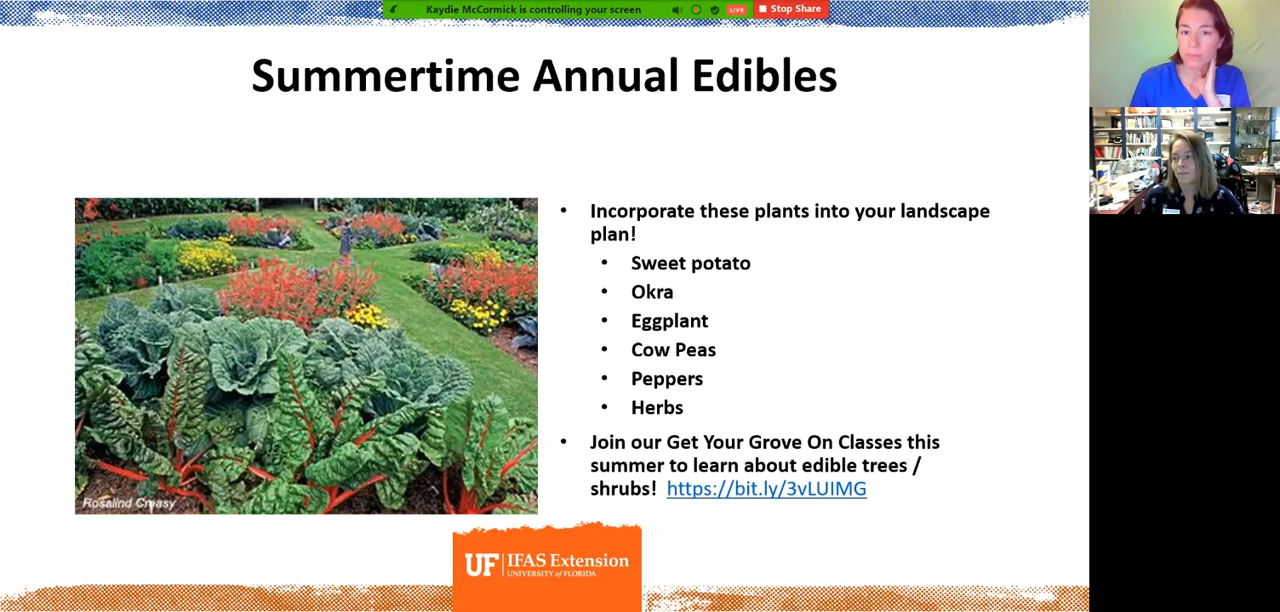 Kaydie McCormick is controlling your screen
LIVE
Stop Share
Summertime Annual Edibles
• Incorporate these plants into your landscape
plan!
• Sweet potato
• Okra
• Eggplant
• Cow Peas
• Peppers
• Herbs
• Join our Get Your Grove On Classes this
summer to learn about edible trees /
shrubs! https://bit.ly/3vLUIMG
Rosalind Creasy
UF IFAS Extension
UNIVERSITY of FLORIDA